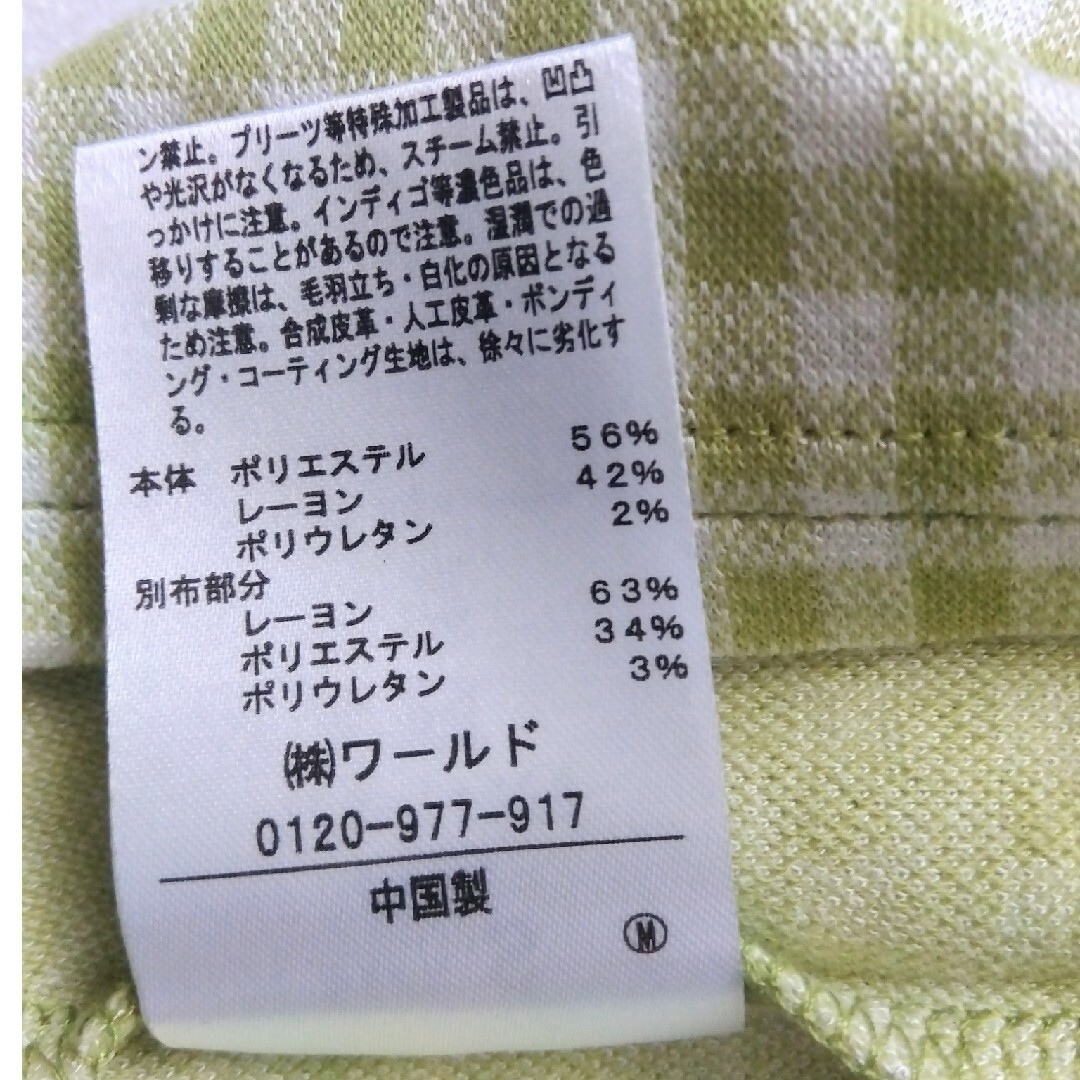 ン禁止。プリーツ等特殊加工製品は、凹凸
や光沢がなくなるため、スチーム禁止。引
っかけに注意。インディゴ等濃色品は、色
移りすることがあるので注意。湿潤での過
剰な摩擦は、毛羽立ち・白化の原因となる
ため注意。合成皮革・人工皮革・ボンディ
ング・コーティング生地は、徐々に劣化す
る。
本体 ポリエステル 56%
レーヨン 42%
ポリウレタン 2%
別布部分
レーヨン 63%
ポリエステル 34%
ポリウレタン 3%
㈱ワールド
0120-977-917
中国製
Ⓜ